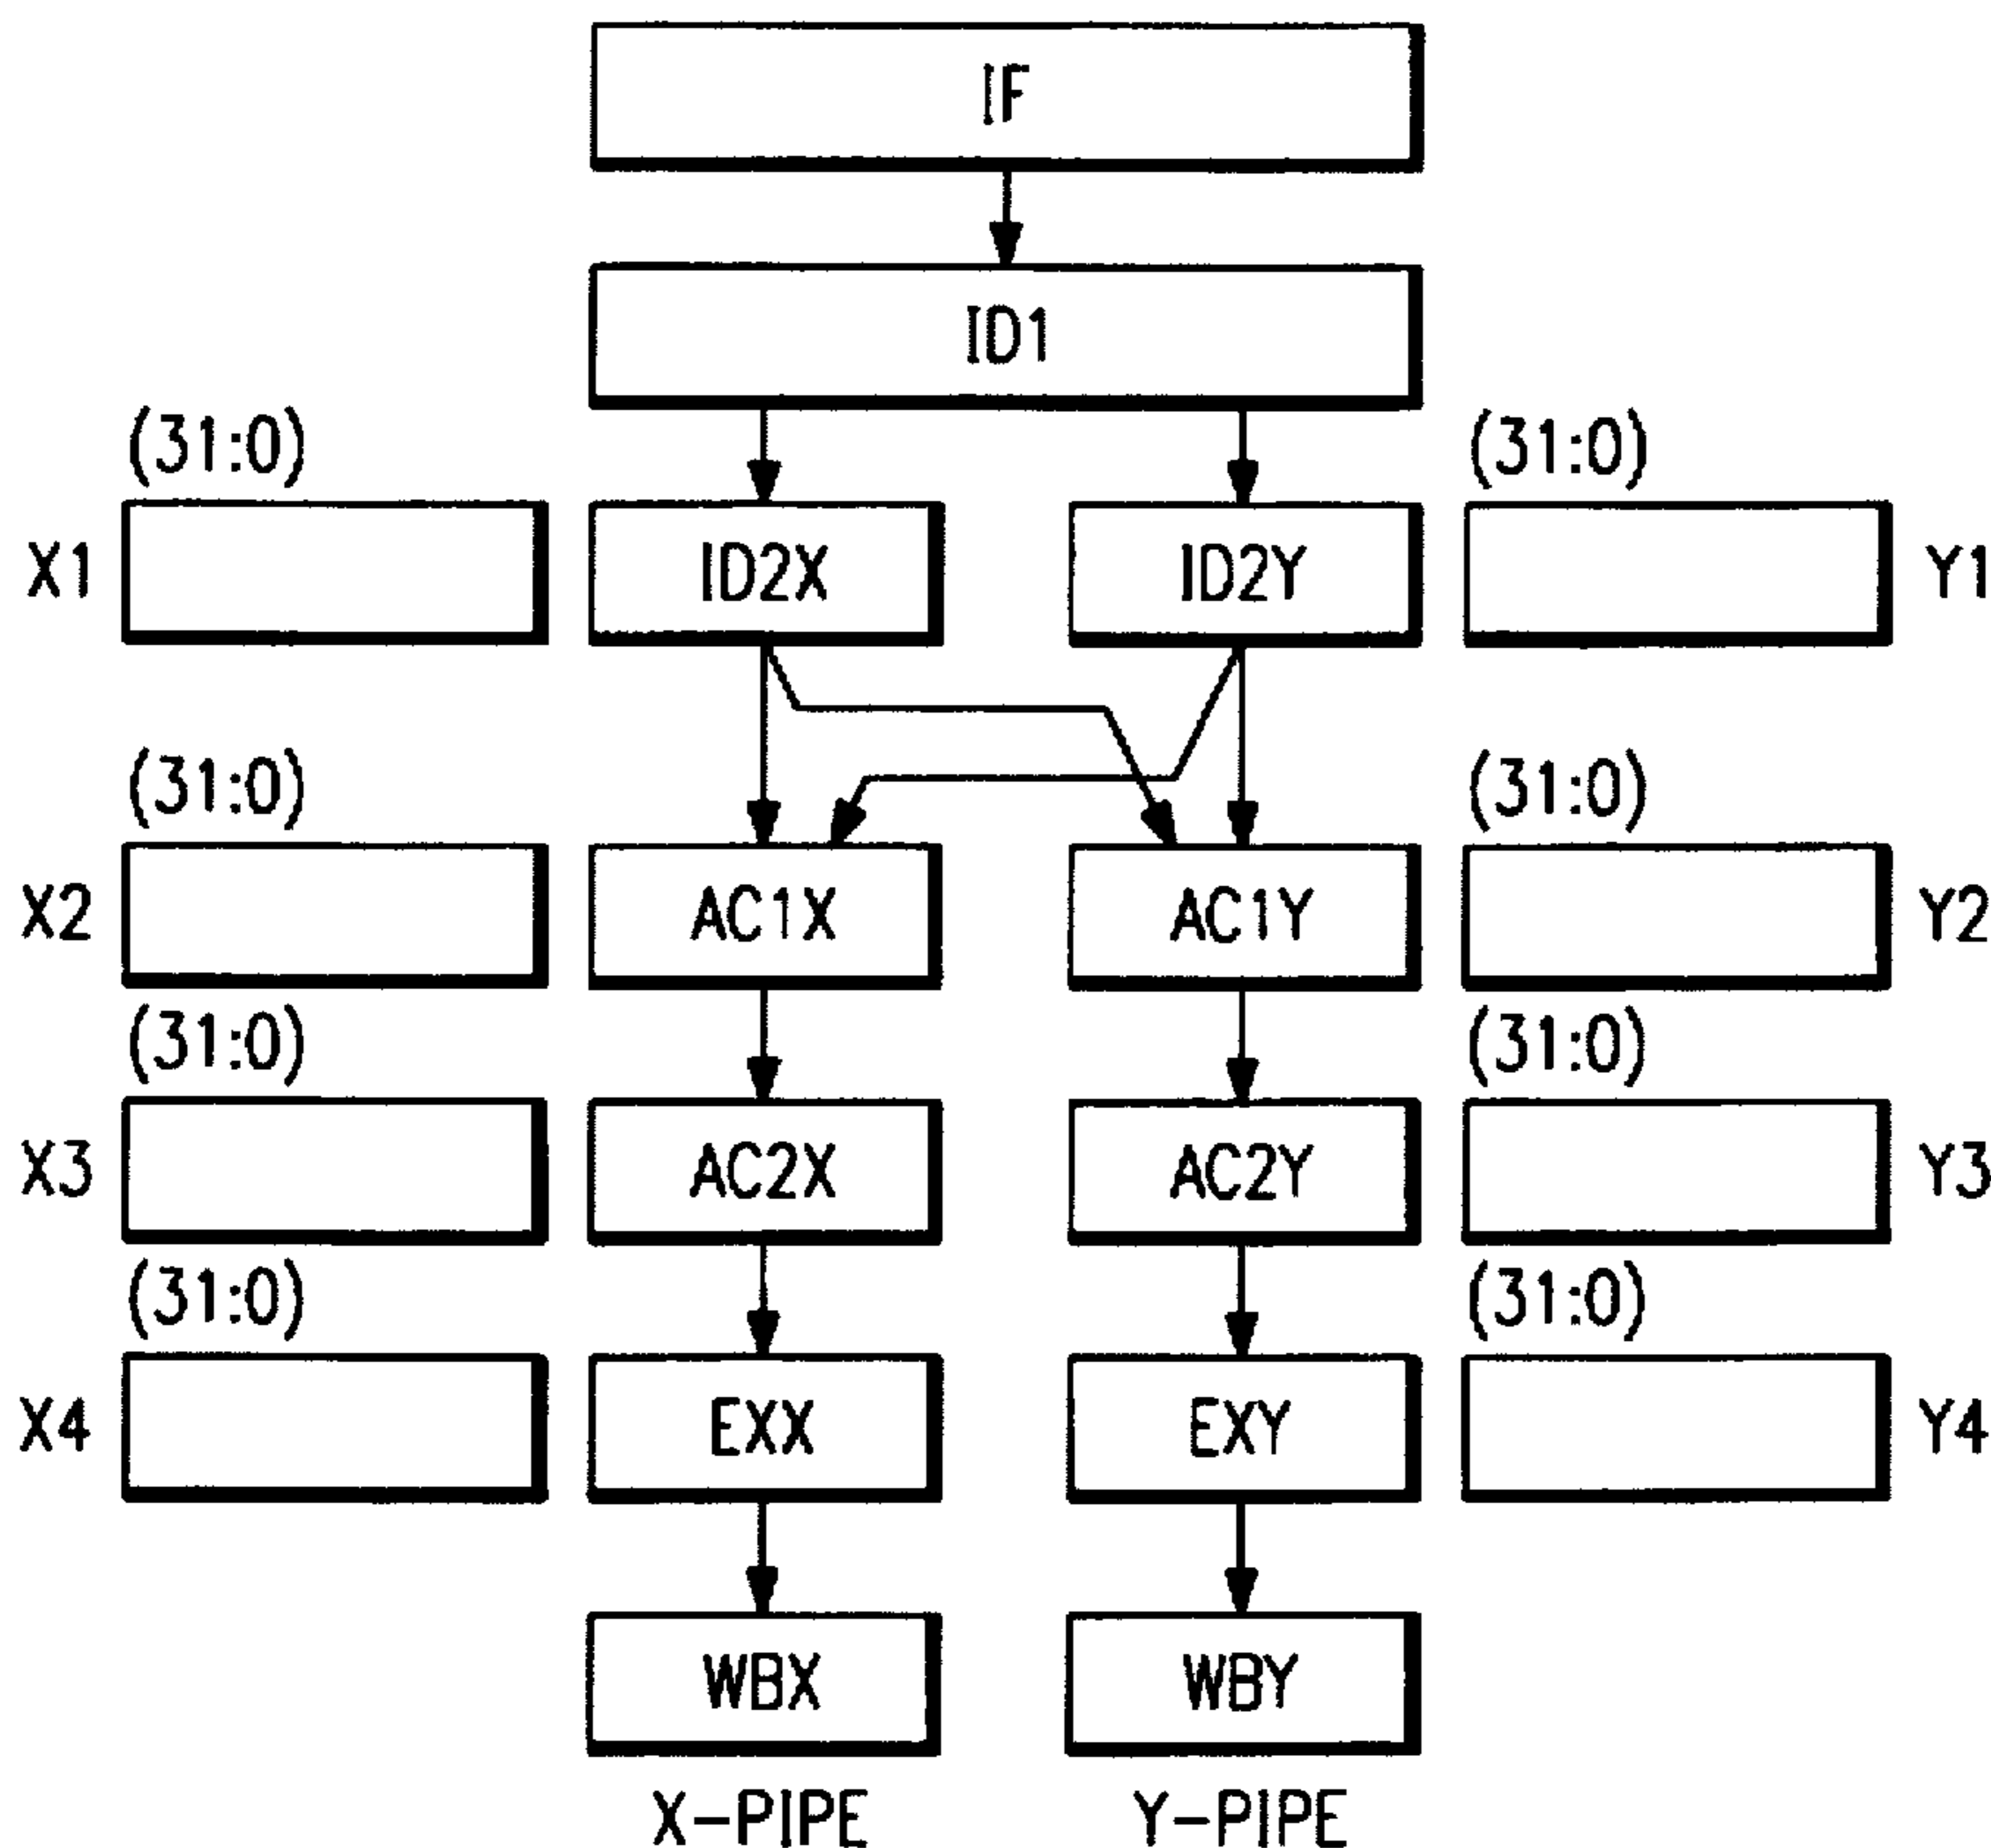 IF
ID1
(31:0) (31:0)
X1 ID2X ID2Y Y1
(31:0) (31:0)
X2 AC1X AC1Y Y2
(31:0) (31:0)
X3 AC2X AC2Y Y3
(31:0) (31:0)
X4 EXX EXY Y4
WBX WBY
X-PIPE Y-PIPE